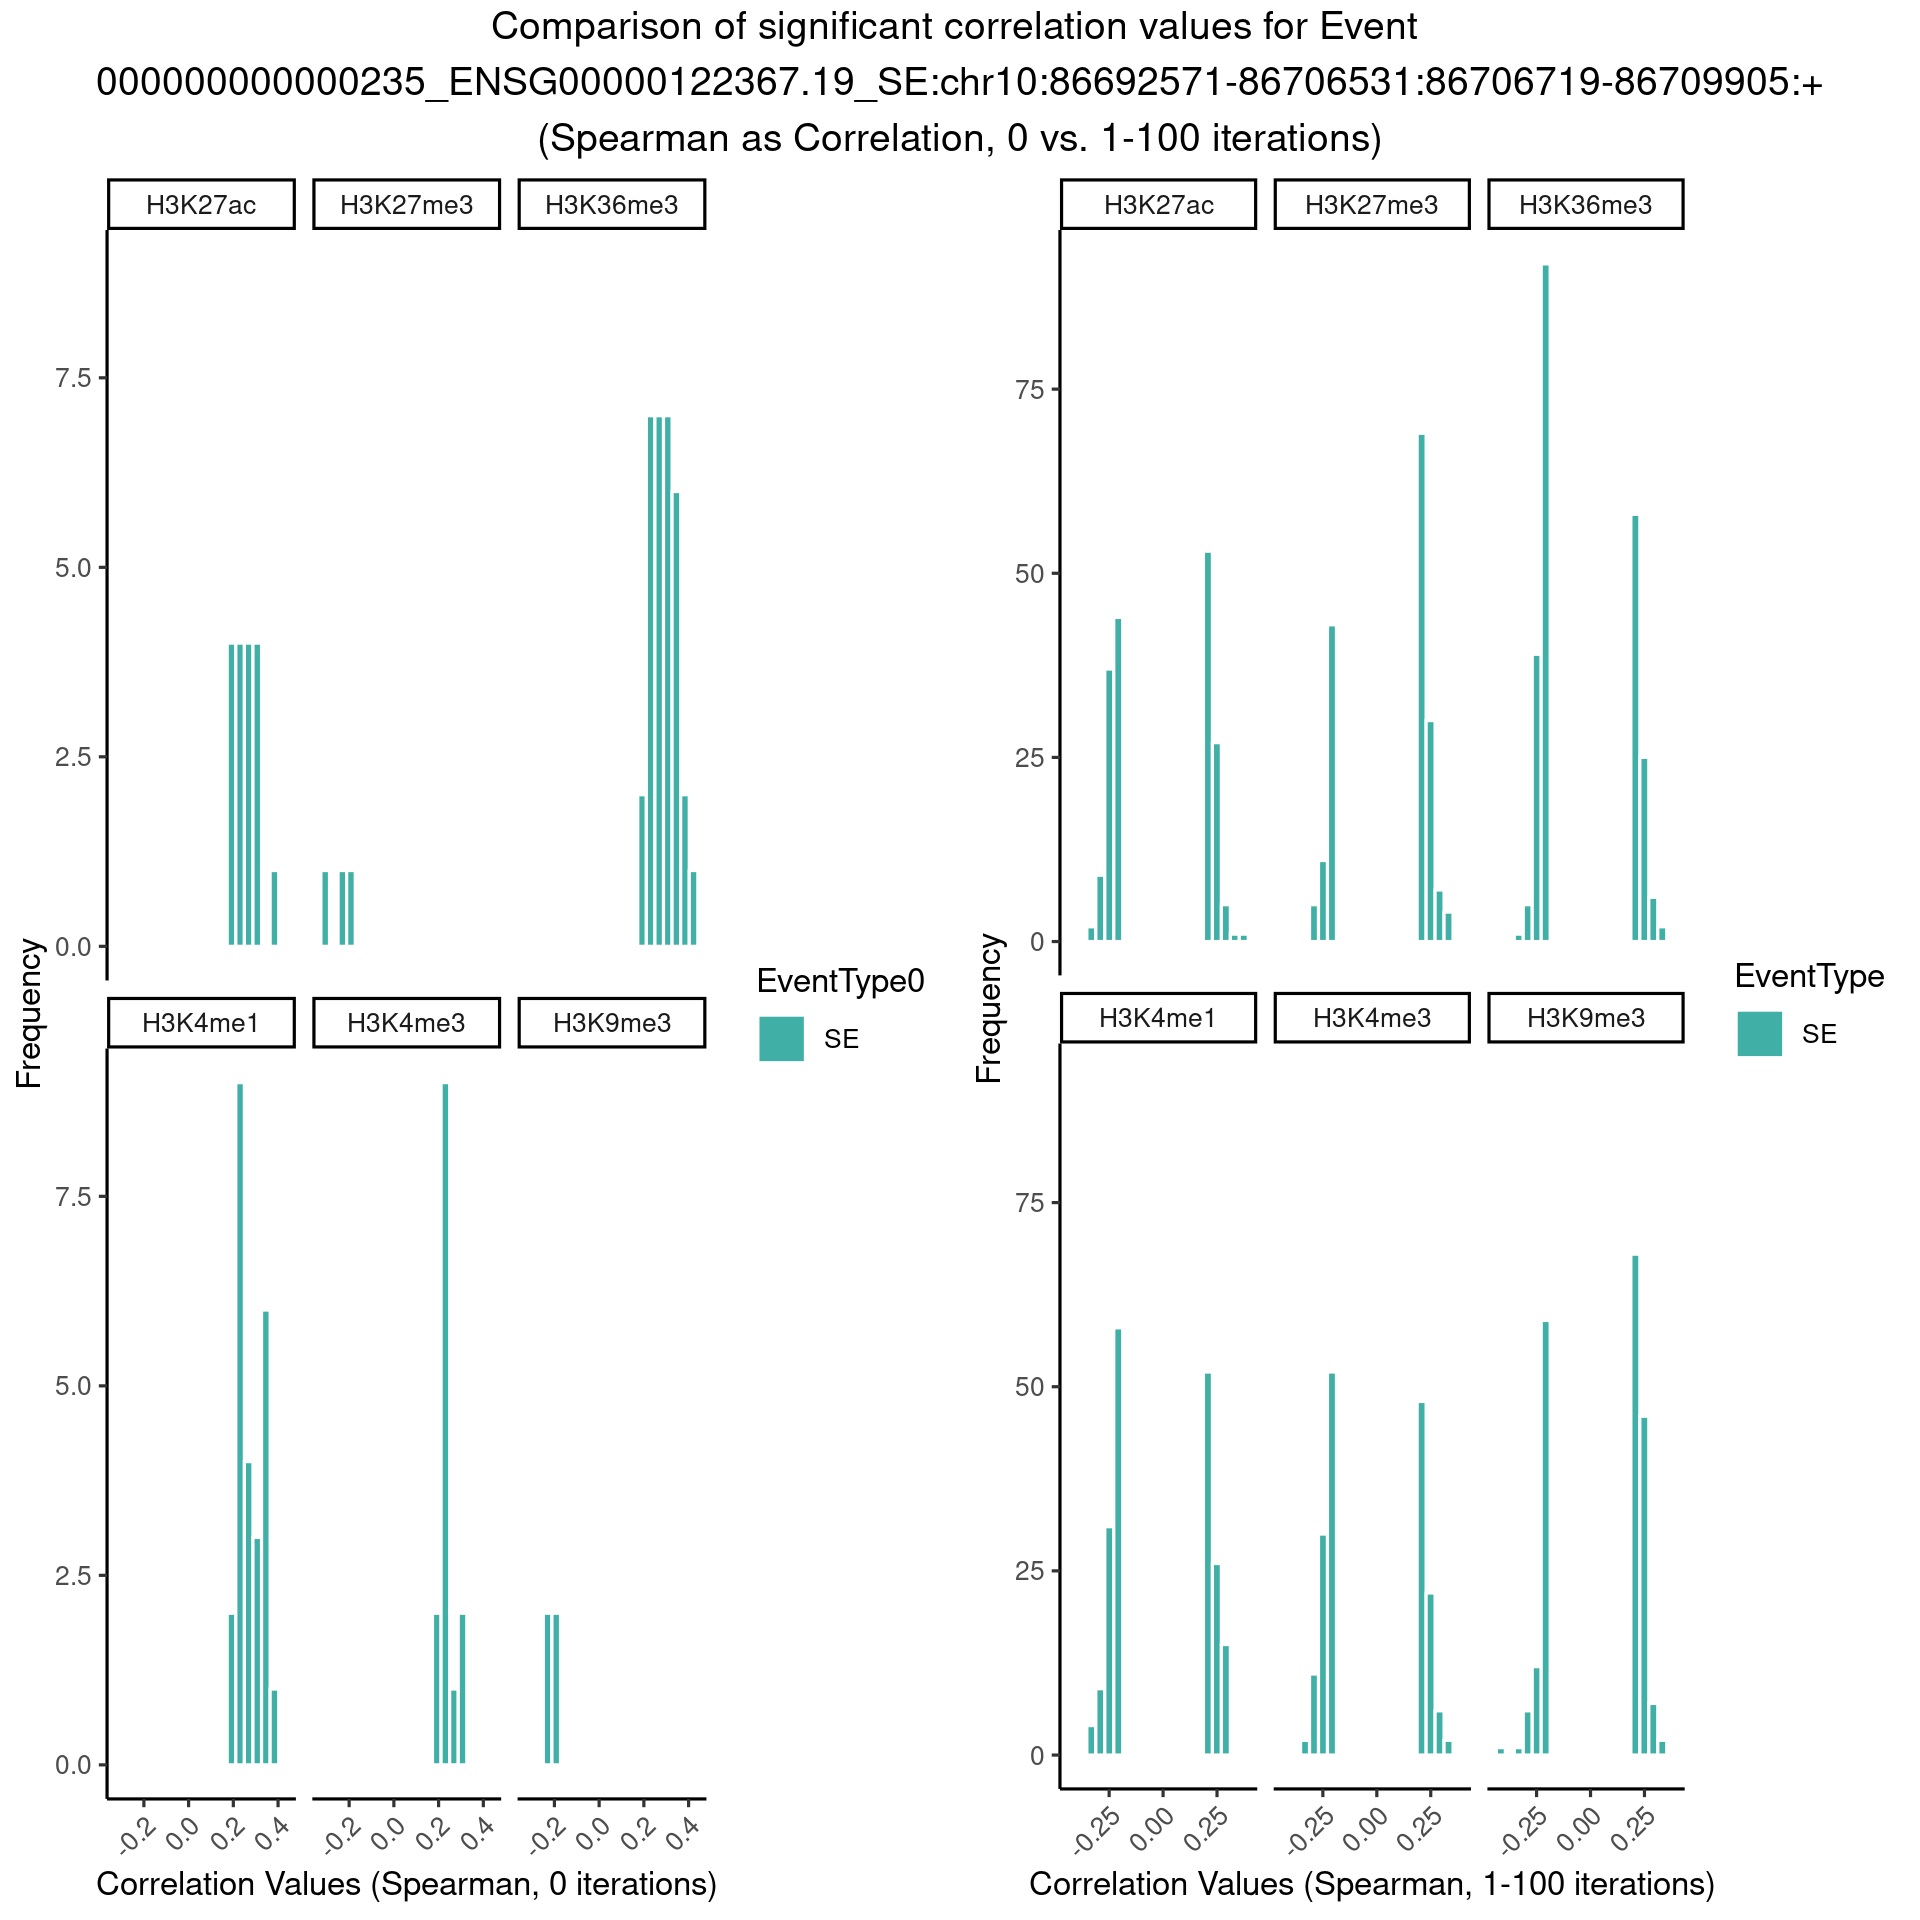 Comparison of significant correlation values for Event
000000000000235_ENSG00000122367.19_SE:chr10:86692571-86706531:86706719-86709905:+
(Spearman as Correlation, 0 vs. 1-100 iterations)
H3K27ac H3K27me3 H3K36me3
7.5
5.0
2.5
0.0
Frequency
H3K4me1 H3K4me3 H3K9me3
7.5
5.0
2.5
0.0
-0.2 0.0 0.2 0.4 -0.2 0.0 0.2 0.4 -0.2 0.0 0.2 0.4
Correlation Values (Spearman, 0 iterations)
EventType0
SE
H3K27ac H3K27me3 H3K36me3
75
50
25
0
Frequency
H3K4me1 H3K4me3 H3K9me3
75
50
25
0
-0.25 0.00 0.25 -0.25 0.00 0.25 -0.25 0.00 0.25
Correlation Values (Spearman, 1-100 iterations)
EventType
SE